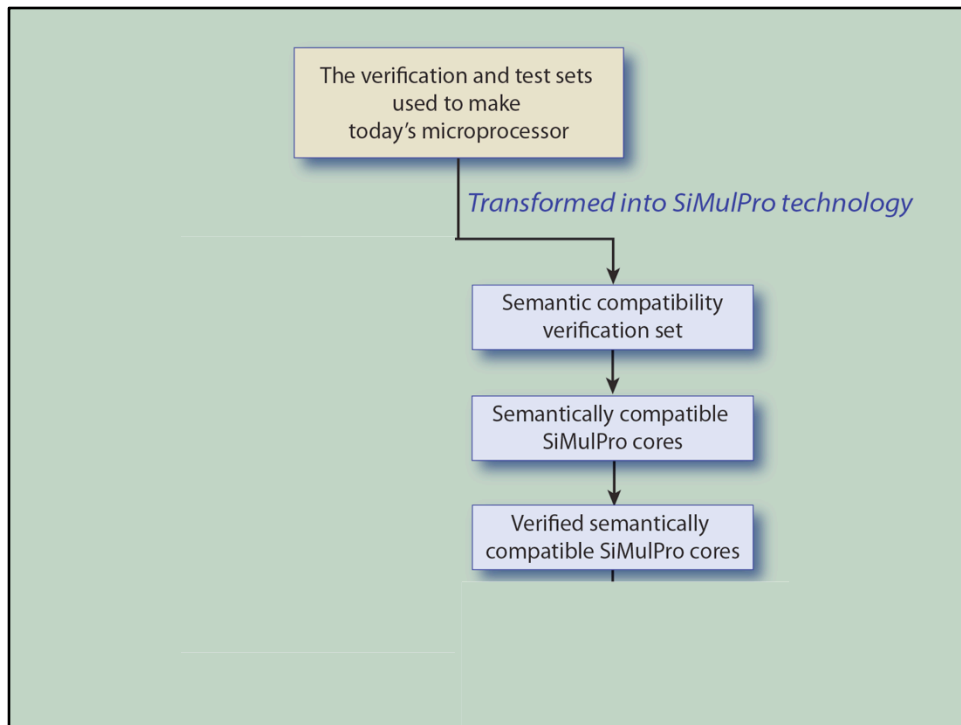 The verification and test sets
used to make
today's microprocessor
Transformed into SiMulPro technology
Semantic compatibility
verification set
Semantically compatible
SiMulPro cores
Verified semantically
compatible SiMulPro cores